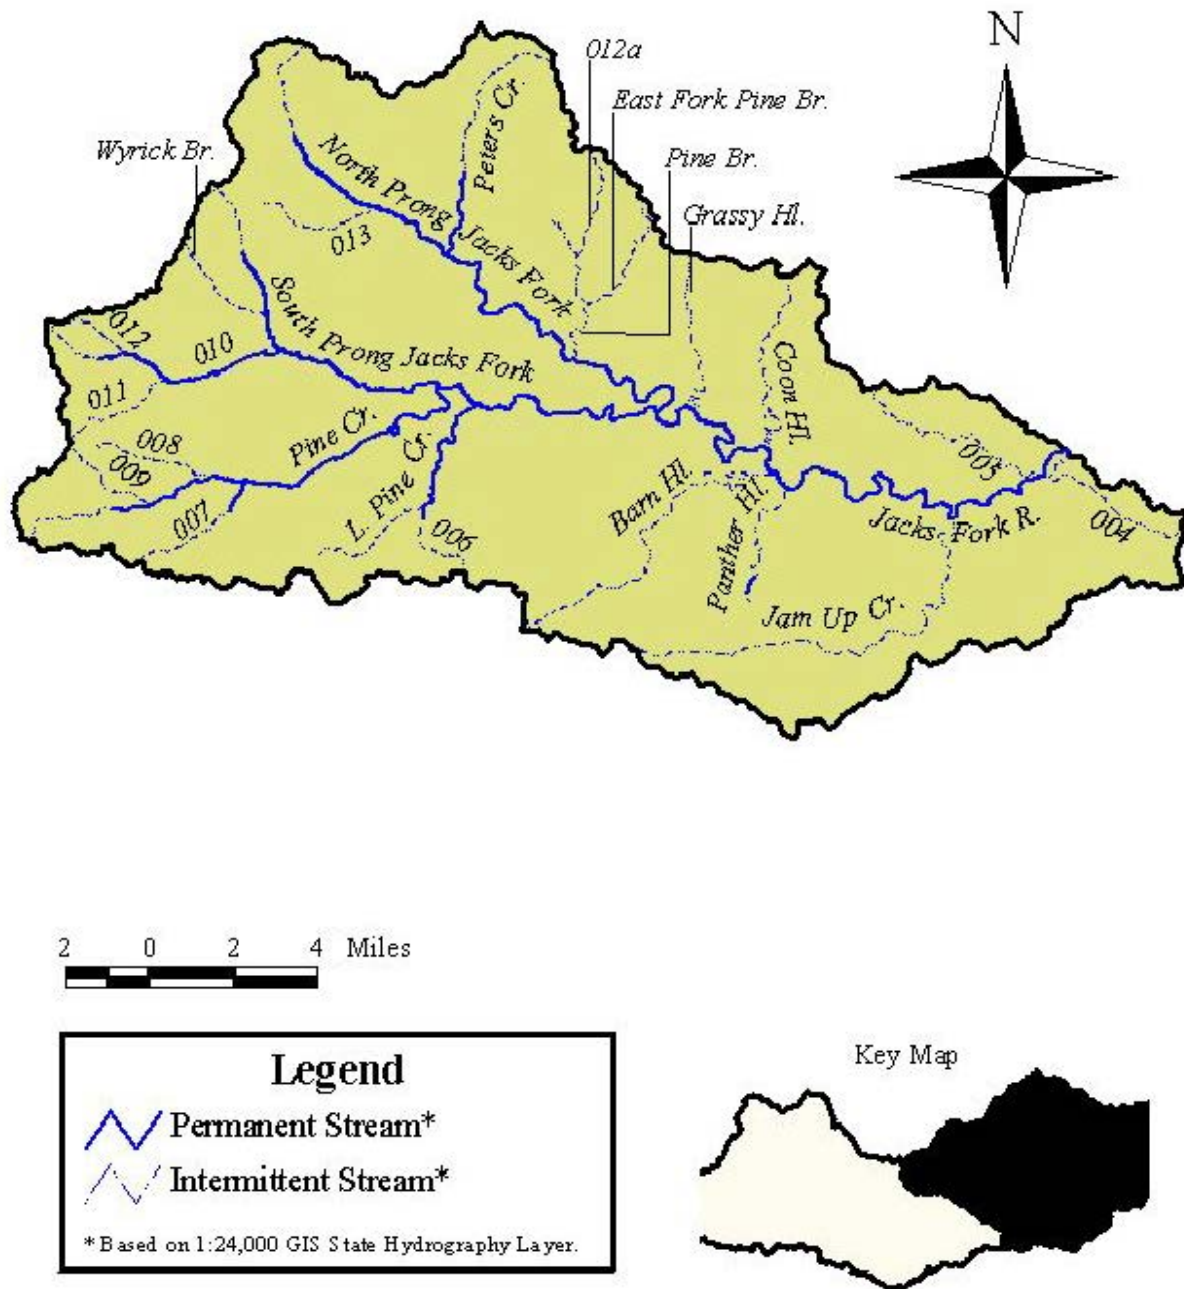 N
012a
East Fork Pine Br.
Pine Br.
Grassy Hl.
Wyrick Br.
Peters Cr.
North Prong Jacks Fork
013
South Prong Jacks Fork
Coon Hl.
012
010
011
008
009
007
Pine Cr.
L. Pine Cr.
006
Barn Hl.
Panther Hl.
Jam Up Cr.
Jacks Fork R.
005
004
2 0 2 4 Miles
Legend
Permanent Stream*
Intermittent Stream*
* Based on 1:24,000 GIS State Hydrography Layer.
Key Map